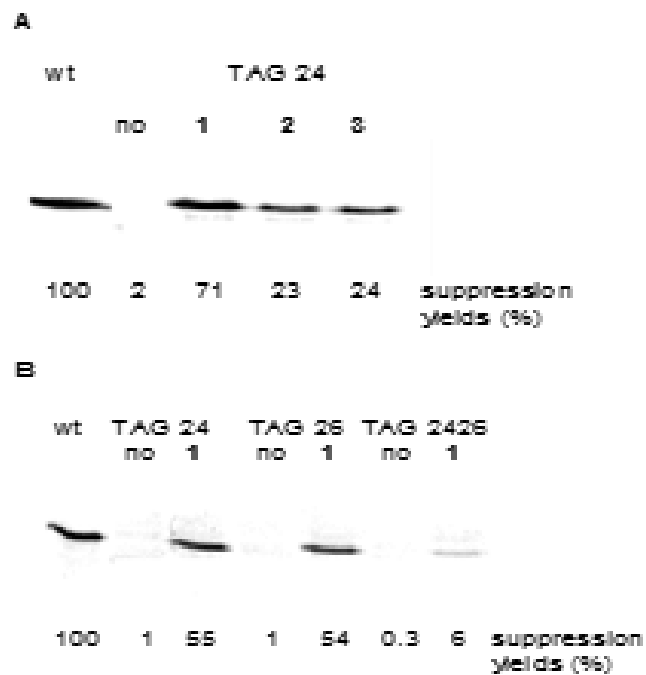 A
wt TAG 24
no 1 2 3
100 2 71 23 24 suppression
yields (%)
B
wt TAG 24 TAG 26 TAG 2426
no 1 no 1 no 1
100 1 55 1 54 0.3 6 suppression
yields (%)